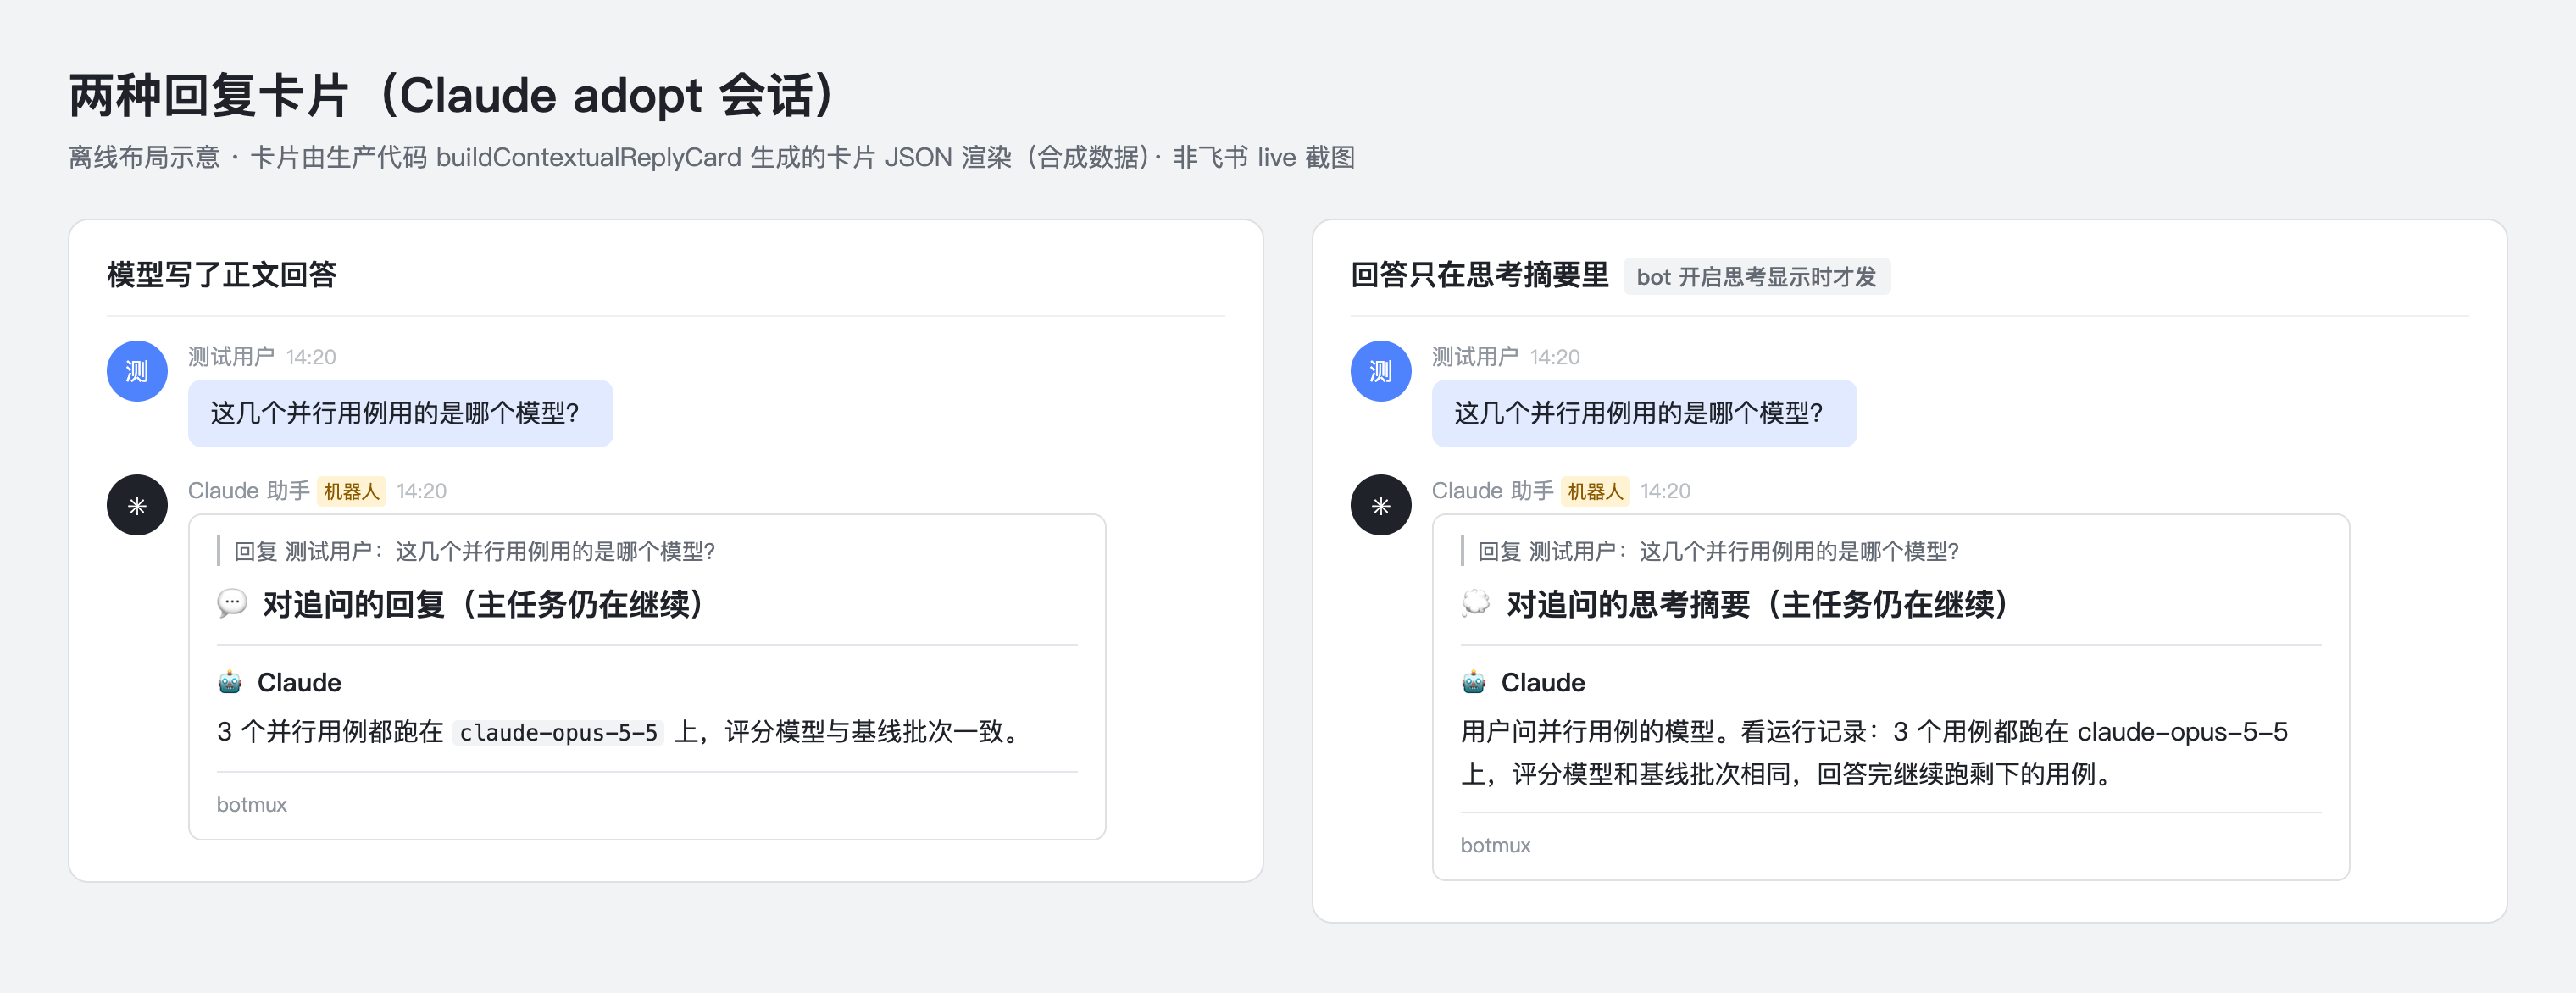 两种回复卡片（Claude adopt 会话）
离线布局示意 · 卡片由生产代码 buildContextualReplyCard 生成的卡片 JSON 渲染（合成数据）· 非飞书 live 截图
模型写了正文回答
测
测试用户 14:20
这几个并行用例用的是哪个模型？
Claude 助手 机器人 14:20
回复 测试用户：这几个并行用例用的是哪个模型？
💬 对追问的回复（主任务仍在继续）
🤖 Claude
3 个并行用例都跑在 claude-opus-5-5 上，评分模型与基线批次一致。
botmux
回答只在思考摘要里 bot 开启思考显示时才发
测
测试用户 14:20
这几个并行用例用的是哪个模型？
Claude 助手 机器人 14:20
回复 测试用户：这几个并行用例用的是哪个模型？
💭 对追问的思考摘要（主任务仍在继续）
🤖 Claude
用户问并行用例的模型。看运行记录：3 个用例都跑在 claude-opus-5-5
上，评分模型和基线批次相同，回答完继续跑剩下的用例。
botmux